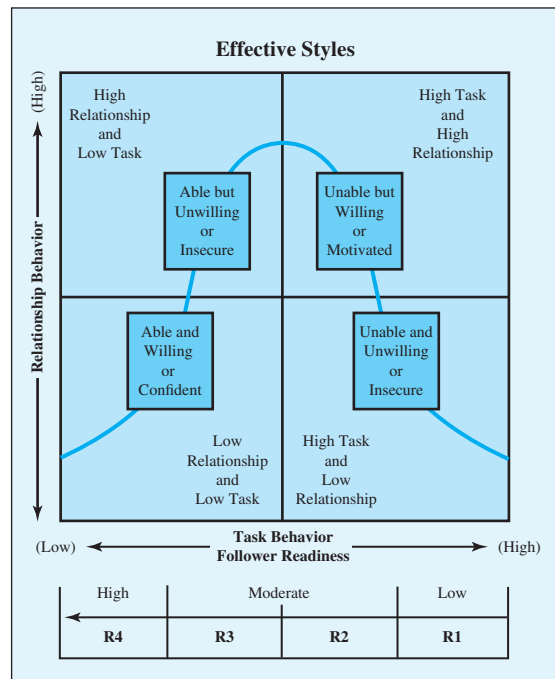 Effective Styles
(High)
Relationship Behavior
High
Relationship
and
Low Task
High Task
and
High
Relationship
Able but
Unwilling
or
Insecure
Unable but
Willing
or
Motivated
Able and
Willing
or
Confident
Unable and
Unwilling
or
Insecure
Low
Relationship
and
Low Task
High Task
and
Low
Relationship
(Low)
Task Behavior
Follower Readiness
(High)
High
Moderate
Low
R4
R3
R2
R1